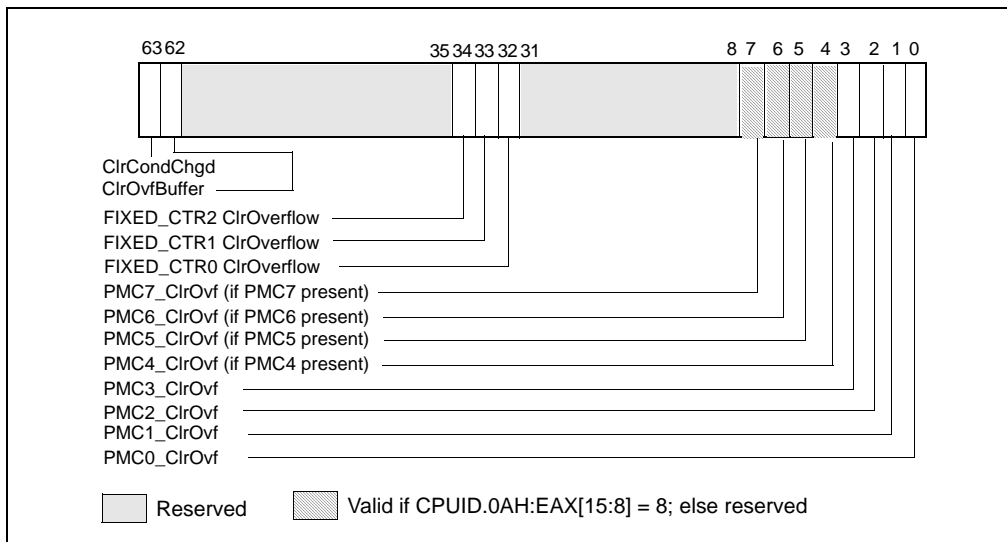 63 62 35 34 33 32 31 8 7 6 5 4 3 2 1 0
ClrCondChgd
ClrOvfBuffer
FIXED_CTR2 ClrOverflow
FIXED_CTR1 ClrOverflow
FIXED_CTR0 ClrOverflow
PMC7_ClrOvf (if PMC7 present)
PMC6_ClrOvf (if PMC6 present)
PMC5_ClrOvf (if PMC5 present)
PMC4_ClrOvf (if PMC4 present)
PMC3_ClrOvf
PMC2_ClrOvf
PMC1_ClrOvf
PMC0_ClrOvf
Reserved Valid if CPUID.0AH:EAX[15:8] = 8; else reserved